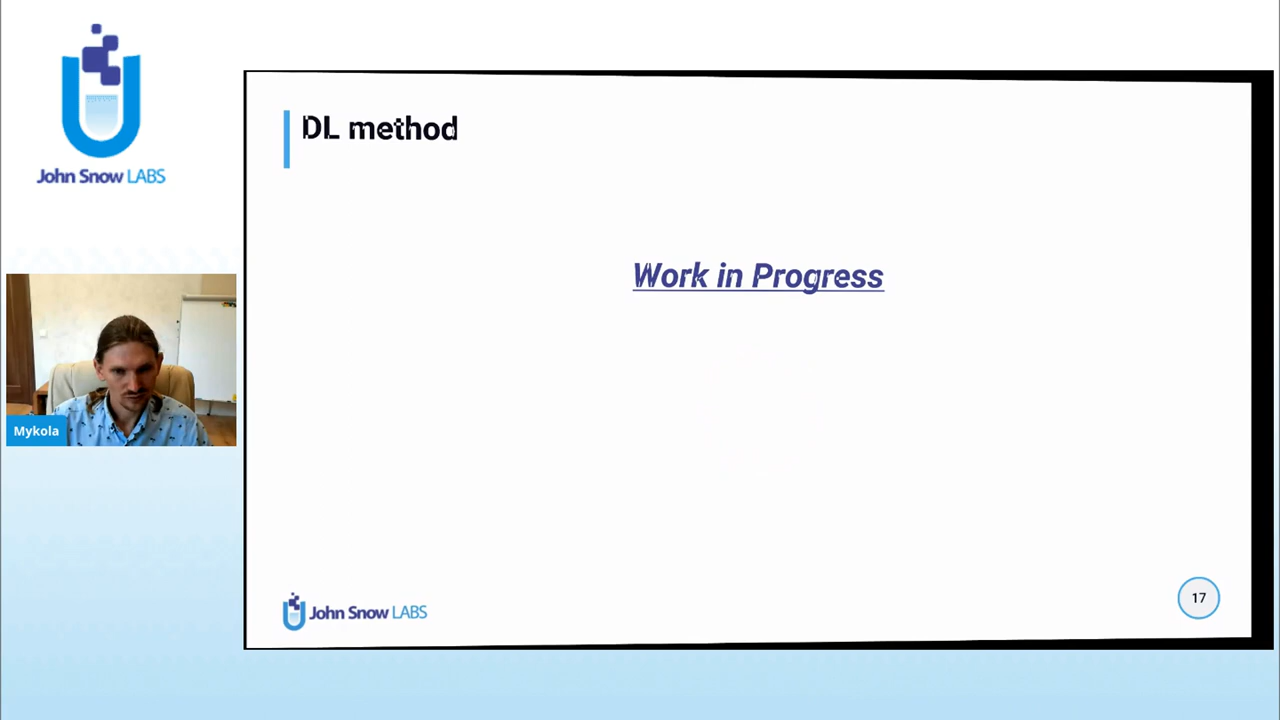 John Snow LABS
DL method
Work in Progress
Mykola
John Snow LABS
17